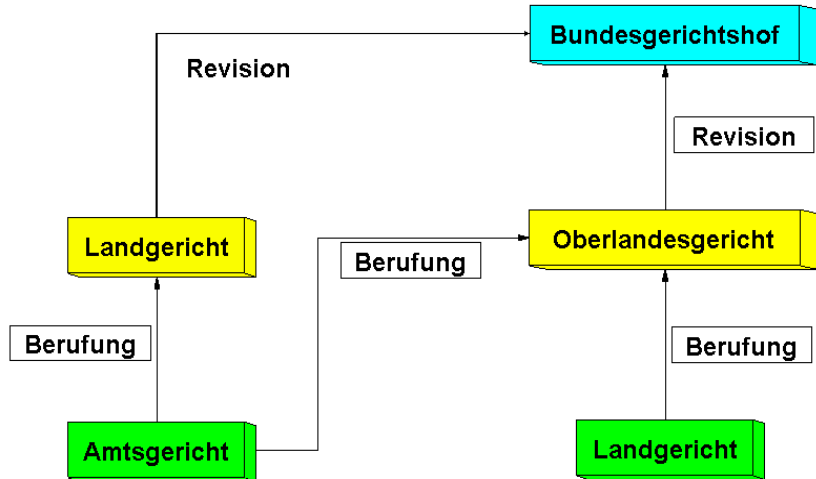 Bundesgerichtshof
Revision
Revision
Landgericht
Oberlandesgericht
Berufung
Berufung
Berufung
Amtsgericht
Landgericht